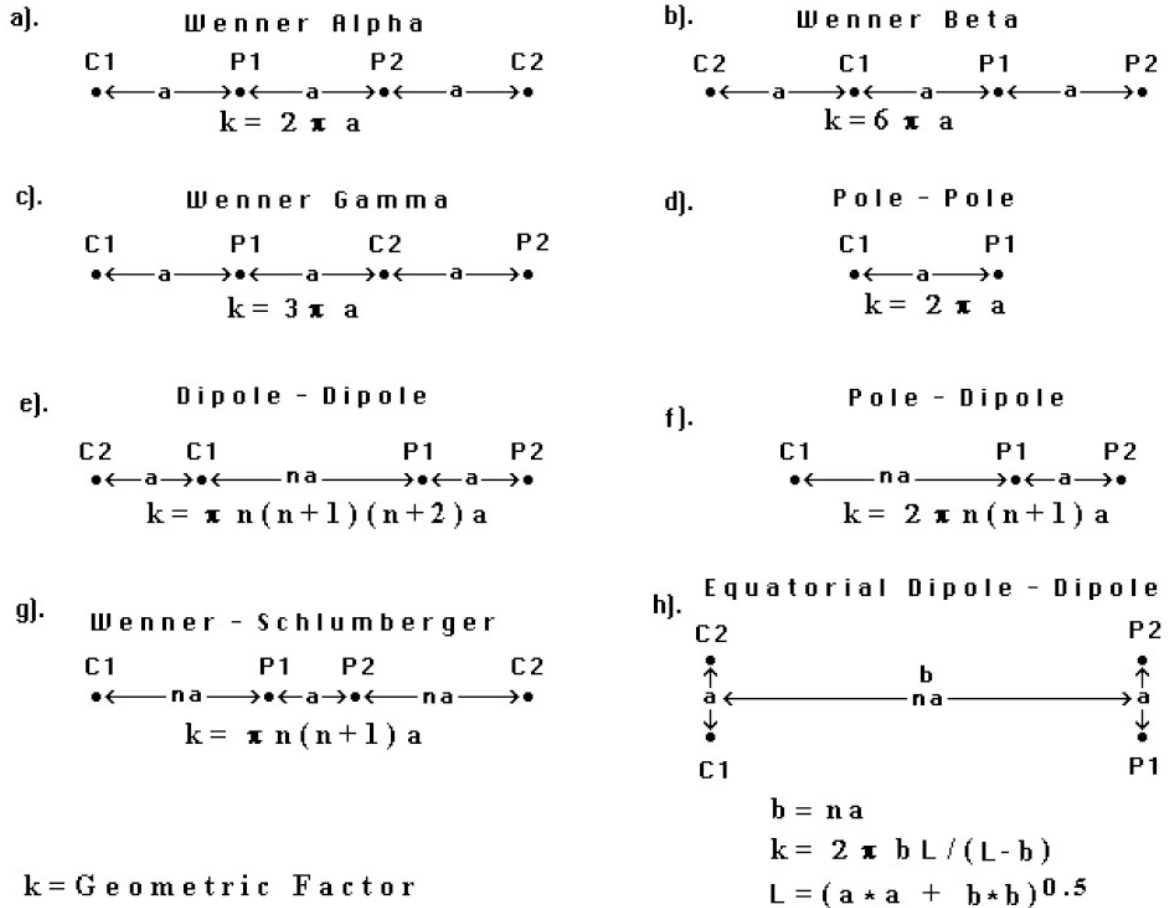 a). Wenner Alpha
C1 P1 P2 C2
a a a
k = 2 π a
b). Wenner Beta
C2 C1 P1 P2
a a a
k = 6 π a
c). Wenner Gamma
C1 P1 C2 P2
a a a
k = 3 π a
d). Pole - Pole
C1 P1
a
k = 2 π a
e). Dipole - Dipole
C2 C1 P1 P2
a na a
k = π n(n+1)(n+2)a
f). Pole - Dipole
C1 P1 P2
na a
k = 2 π n(n+1)a
g). Wenner - Schlumberger
C1 P1 P2 C2
na a na
k = π n(n+1)a
h). Equatorial Dipole - Dipole
C2 P2
b
a na a
C1 P1
b = na
k = 2 π b L / (L-b)
L = (a * a + b * b)0.5
k = Geometric Factor